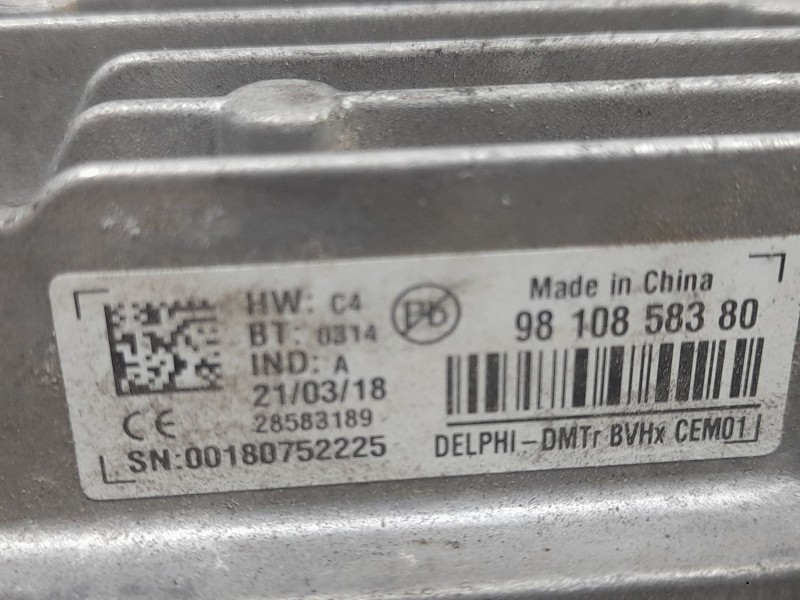 HW: C4
BT: 0314
IND: A
21/03/18
28583189
CE
SN:00180752225
Pb
Made in China
98 108 583 80
DELPHI-DMTr BVHx CEM01